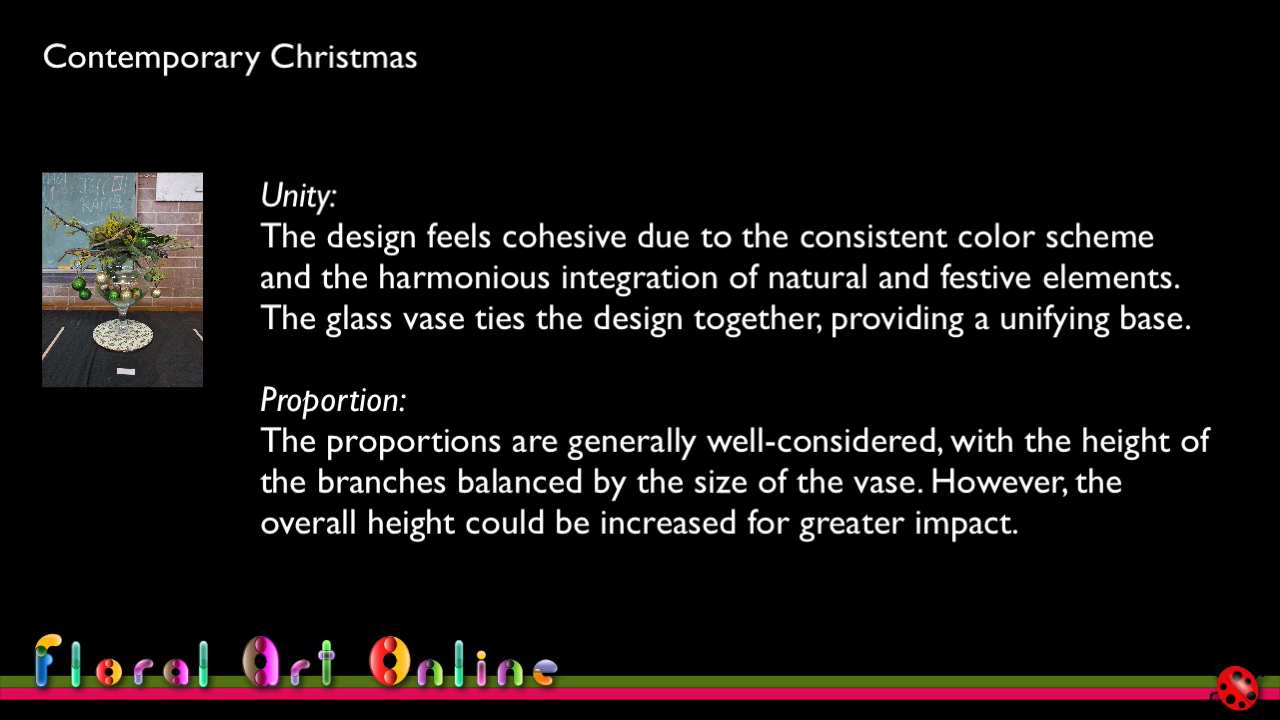 Contemporary Christmas
Unity:
The design feels cohesive due to the consistent color scheme
and the harmonious integration of natural and festive elements.
The glass vase ties the design together, providing a unifying base.
Proportion:
The proportions are generally well-considered, with the height of
the branches balanced by the size of the vase. However, the
overall height could be increased for greater impact.
Floral Art Online